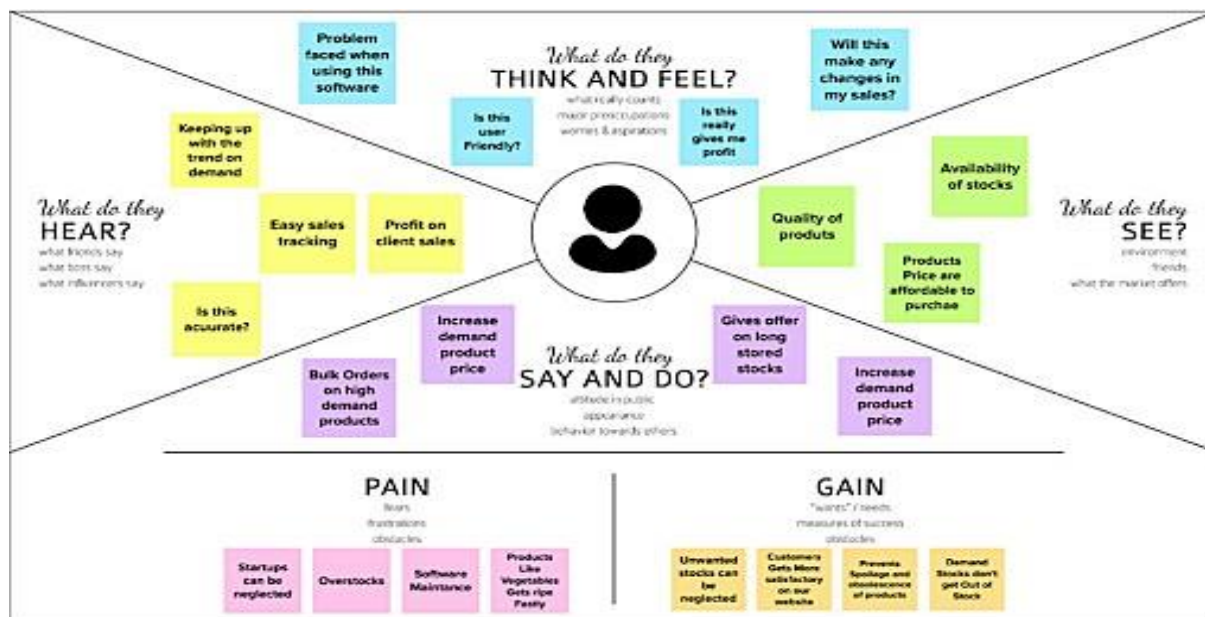 What do they
THINK AND FEEL?
what really counts
major preoccupations
worries & aspirations
Problem
faced when
using this
software
Is this
user
Friendly?
Is this
really
gives me
profit
Will this
make any
changes in
my sales?
What do they
HEAR?
what friends say
what boss say
what influencers say
Keeping up
with the
trend on
demand
Easy sales
tracking
Profit on
client sales
Is this
acuurate?
What do they
SEE?
environment
friends
what the market offers
Availability
of stocks
Quality of
produts
Products
Price are
affordable to
purchae
What do they
SAY AND DO?
attitude in public
appearance
behavior towards others
Bulk Orders
on high
demand
products
Increase
demand
product
price
Gives offer
on long
stored
stocks
Increase
demand
product
price
PAIN
fears
frustrations
obstacles
Startups
can be
neglected
Overstocks
Software
Maintance
Products
Like
Vegetables
Gets ripe
Fastly
GAIN
"wants" / needs
measures of success
obstacles
Unwanted
stocks can
be
neglected
Customers
Gets More
satisfactory
on our
website
Prevents
Spoilage and
obsolescence
of products
Demand
Stocks don't
get Out of
Stock